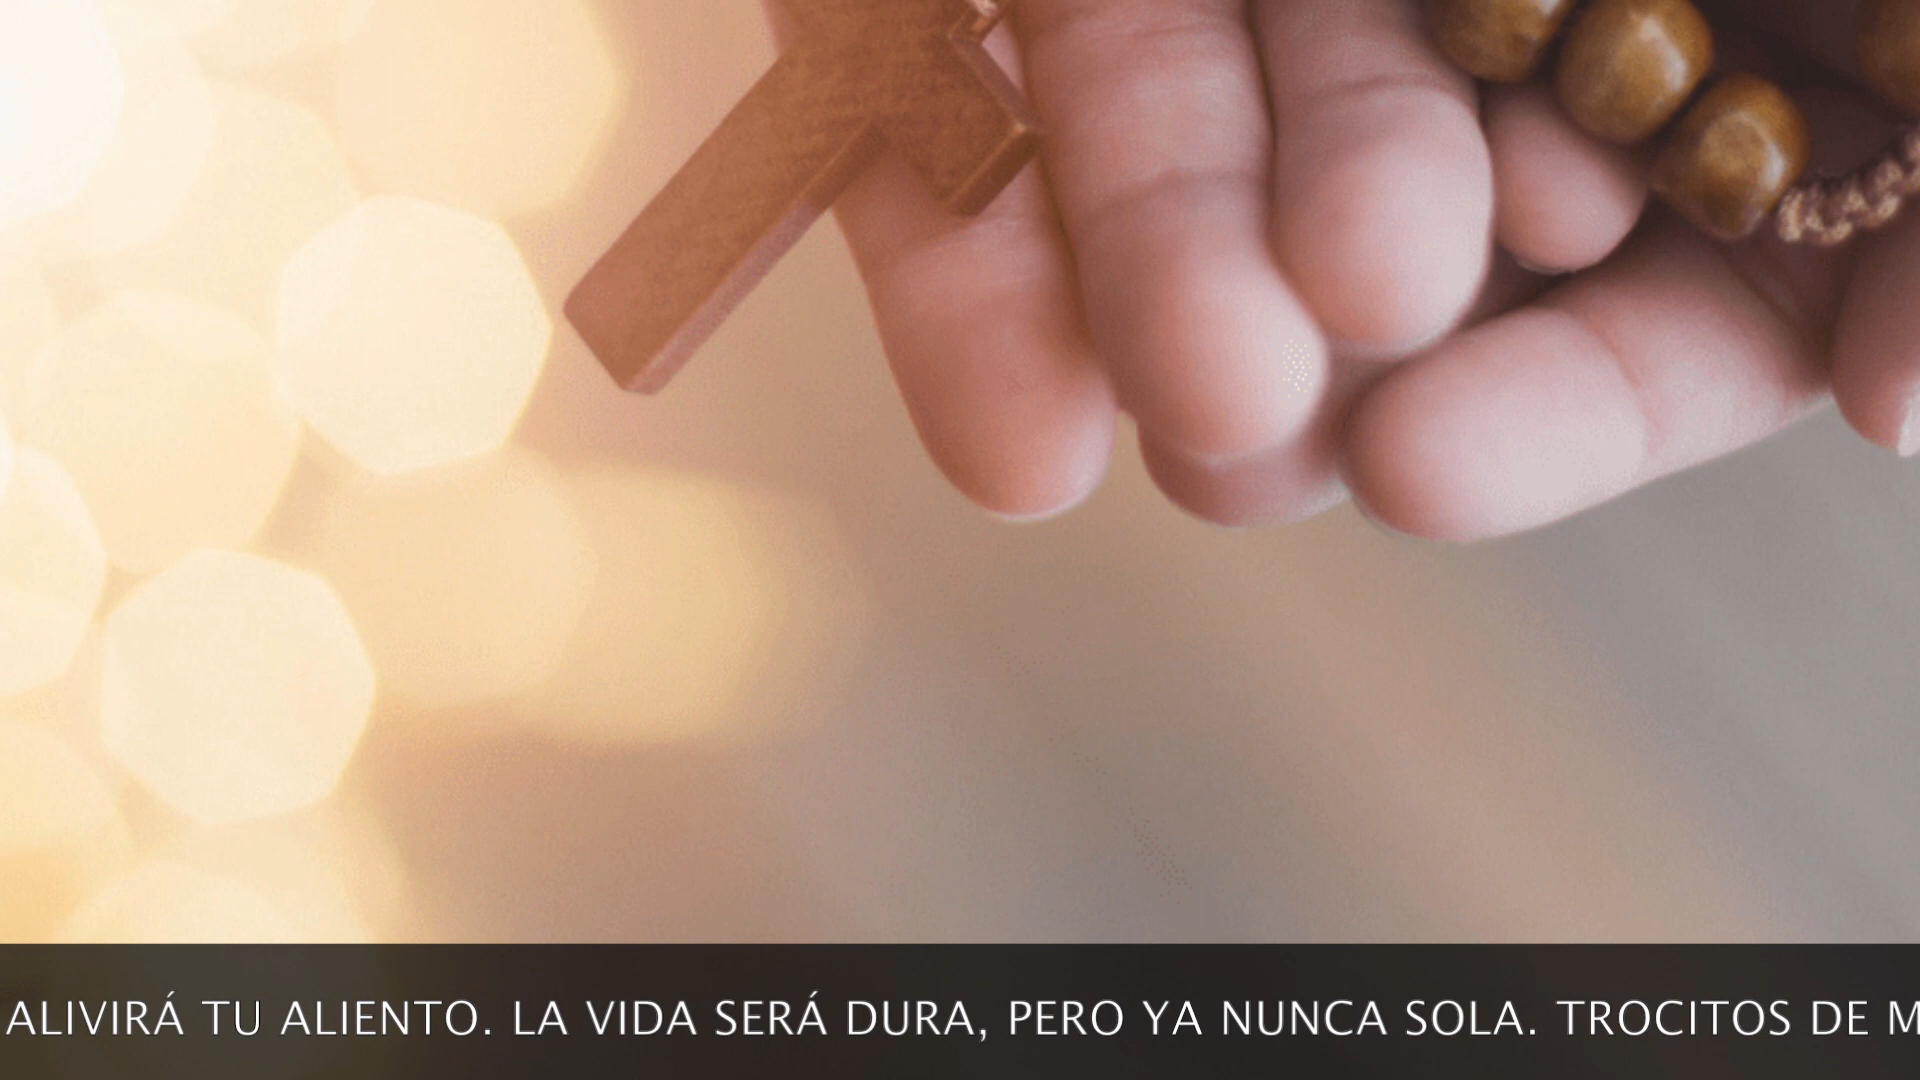 ALIVIRÁ TU ALIENTO. LA VIDA SERÁ DURA, PERO YA NUNCA SOLA. TROCITOS DE M